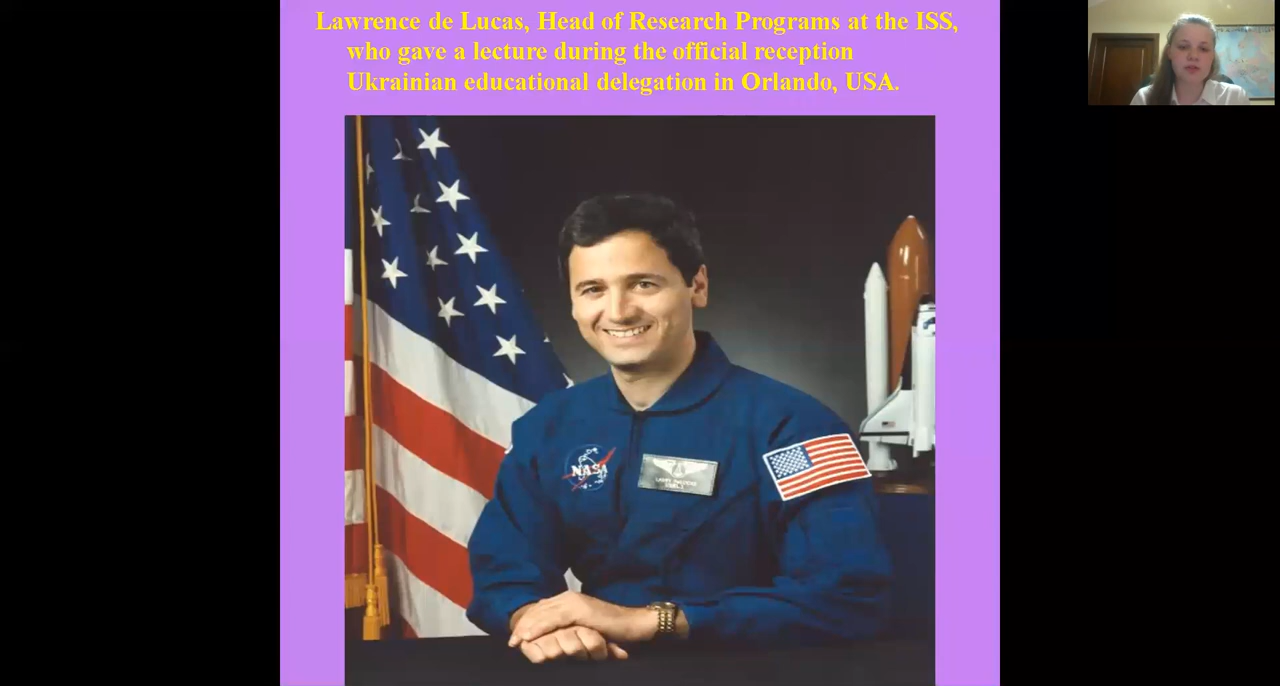 Lawrence de Lucas, Head of Research Programs at the ISS,
who gave a lecture during the official reception
Ukrainian educational delegation in Orlando, USA.
NASA